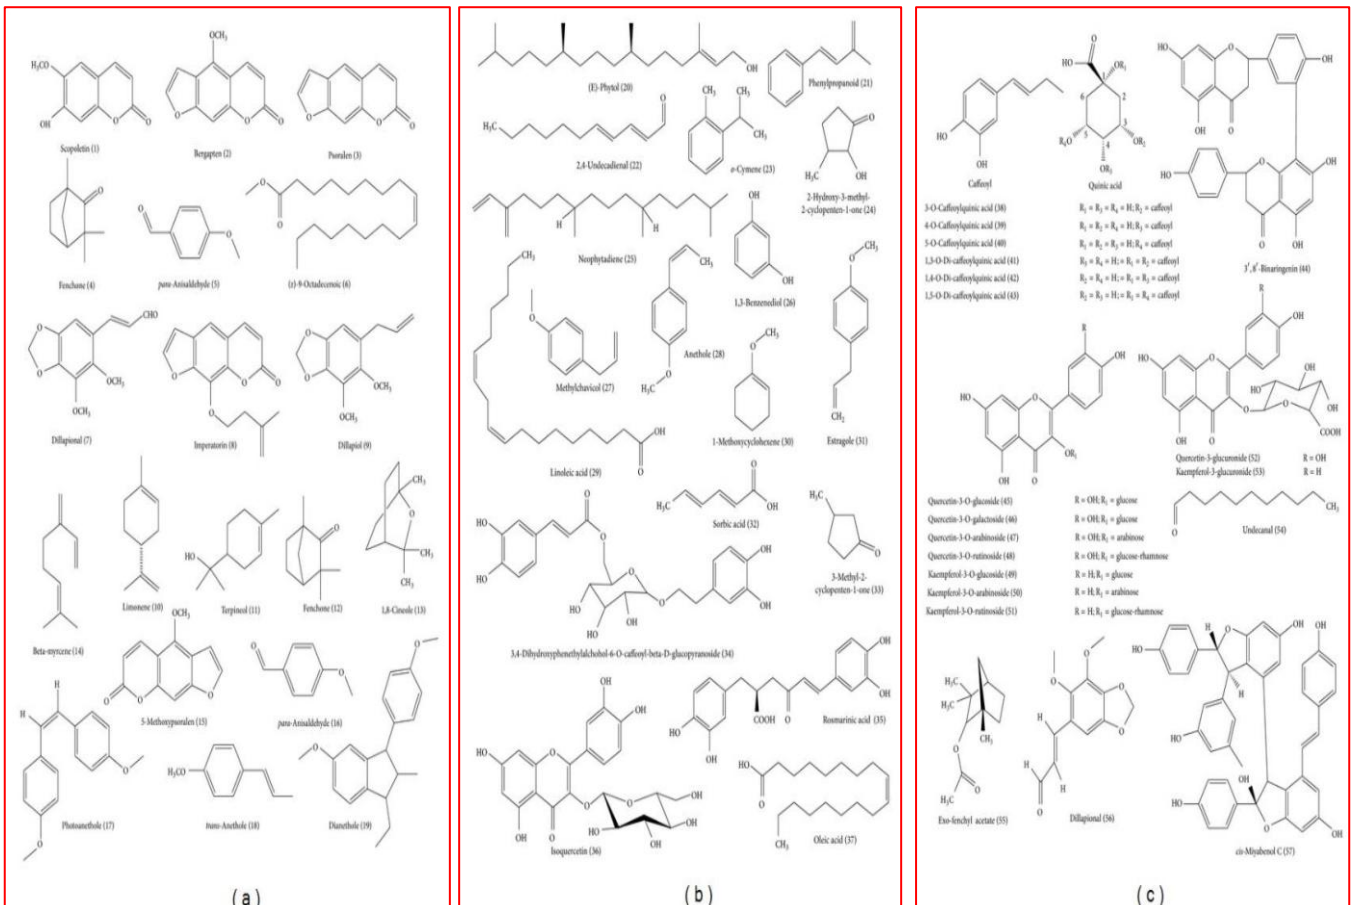 H₃CO
OH
O
O
Scopoletin (1)
OCH₃
O
O
O
Bergapten (2)
O
O
O
Psoralen (3)
O
Fenchone (4)
O
O
para-Anisaldehyde (5)
O
O
(z)-9-Octadecenoic (6)
CHO
O
O
OCH₃
OCH₃
Dillapional (7)
O
O
O
O
Imperatorin (8)
O
O
OCH₃
OCH₃
Dillapiol (9)
Beta-myrcene (14)
Limonene (10)
HO
Terpineol (11)
O
Fenchone (12)
CH₃
O
CH₃
CH₃
1,8-Cineole (13)
OCH₃
O
O
O
5-Methoxypsoralen (15)
O
O
para-Anisaldehyde (16)
H
H
O
O
Photoanethole (17)
H₃CO
trans-Anethole (18)
O
O
Dianethole (19)
(a)
OH
(E)-Phytol (20)
Phenylpropanoid (21)
H₃C
O
2,4-Undecadienal (22)
CH₃
CH₃
CH₃
o-Cymene (23)
O
H₃C
OH
2-Hydroxy-3-methyl-
2-cyclopenten-1-one (24)
H
H
Neophytadiene (25)
OH
OH
1,3-Benzenediol (26)
O
Methylchavicol (27)
CH₃
O
H₃C
Anethole (28)
CH₃
OH
O
Linoleic acid (29)
CH₃
O
1-Methoxycyclohexene (30)
CH₃
O
CH₂
Estragole (31)
O
OH
H₃C
Sorbic acid (32)
H₃C
O
3-Methyl-2-
cyclopenten-1-one (33)
HO
HO
O
O
O
HO
HO
OH
O
OH
OH
3,4-Dihydroxyphenethylalchohol-6-O-caffeoyl-beta-D-glucopyranoside (34)
HO
HO
COOH
O
OH
OH
Rosmarinic acid (35)
HO
OH
OH
OH
O
O
O
O
OH
HO
OH
OH
Isoquercetin (36)
HO
O
CH₃
Oleic acid (37)
(b)
HO
OH
Caffeoyl
O
HO
OR₁
1
6
2
5
3
4
R₄O
OR₂
OR₃
Quinic acid
HO
OH
OH
O
O
HO
O
OH
O
OH
3′,8′-Binaringenin (44)
3-O-Caffeoylquinic acid (38) R₁ = R₃ = R₄ = H; R₂ = caffeoyl
4-O-Caffeoylquinic acid (39) R₁ = R₂ = R₄ = H; R₃ = caffeoyl
5-O-Caffeoylquinic acid (40) R₁ = R₂ = R₃ = H; R₄ = caffeoyl
1,3-O-Di-caffeoylquinic acid (41) R₃ = R₄ = H; = R₁ = R₂ = caffeoyl
1,4-O-Di-caffeoylquinic acid (42) R₂ = R₄ = H; = R₁ = R₃ = caffeoyl
1,5-O-Di-caffeoylquinic acid (43) R₂ = R₃ = H; = R₁ = R₄ = caffeoyl
R
OH
HO
O
OR₁
OH
O
R
OH
HO
O
OH
O
O
HO
HO
OH
O
OH
COOH
Quercetin-3-glucuronide (52) R = OH
Kaempferol-3-glucuronide (53) R = H
Quercetin-3-O-glucoside (45) R = OH; R₁ = glucose
Quercetin-3-O-galactoside (46) R = OH; R₁ = glucose
Quercetin-3-O-arabinoside (47) R = OH; R₁ = arabinose
Quercetin-3-O-rutinoside (48) R = OH; R₁ = glucose-rhamnose
Kaempferol-3-O-glucoside (49) R = H; R₁ = glucose
Kaempferol-3-O-arabinoside (50) R = H; R₁ = arabinose
Kaempferol-3-O-rutinoside (51) R = H; R₁ = glucose-rhamnose
O
CH₃
Undecanal (54)
H₃C
H₃C
CH₃
O
O
H₃C
Exo-fenchyl acetate (55)
O
O
O
O
H
H
O
Dillapional (56)
H
O
OH
HO
H
HO
OH
OH
HO
O
OH
cis-Miyabenol C (57)
(c)